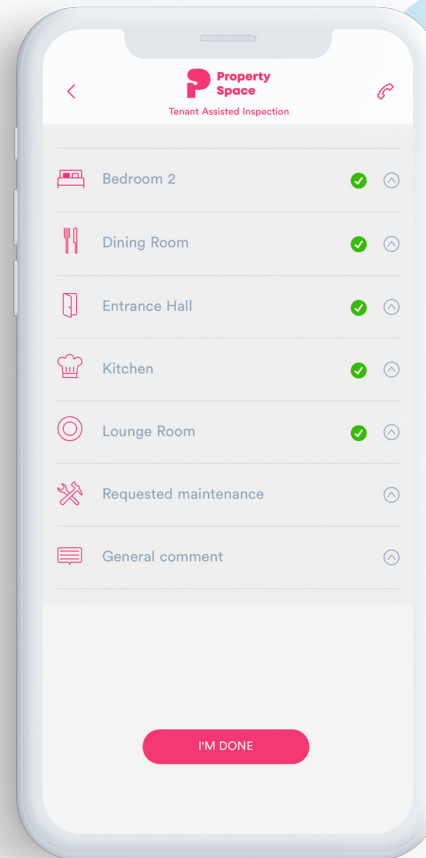 Property
Space
Tenant Assisted Inspection
Bedroom 2
Dining Room
Entrance Hall
Kitchen
Lounge Room
Requested maintenance
General comment
I'M DONE